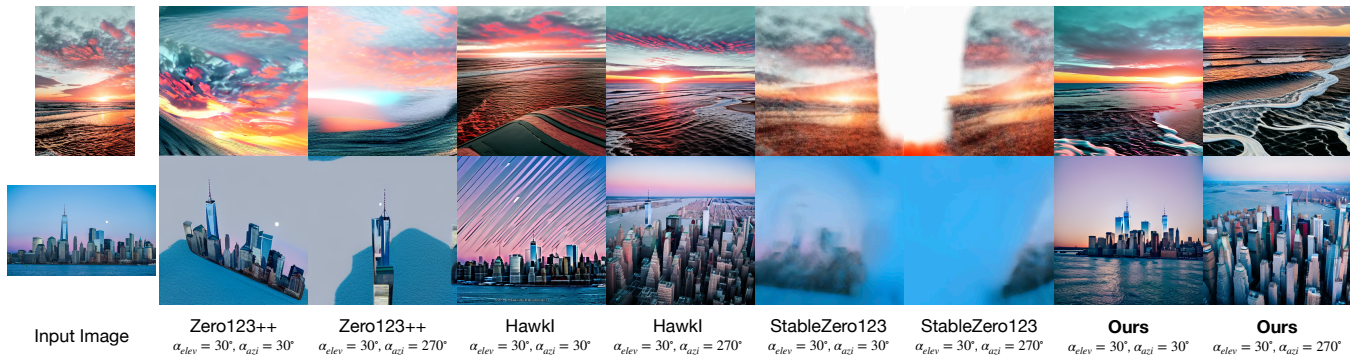 Input Image
Zero123++
α_elev = 30°, α_azi = 30°
Zero123++
α_elev = 30°, α_azi = 270°
HawkI
α_elev = 30°, α_azi = 30°
HawkI
α_elev = 30°, α_azi = 270°
StableZero123
α_elev = 30°, α_azi = 30°
StableZero123
α_elev = 30°, α_azi = 270°
Ours
α_elev = 30°, α_azi = 30°
Ours
α_elev = 30°, α_azi = 270°